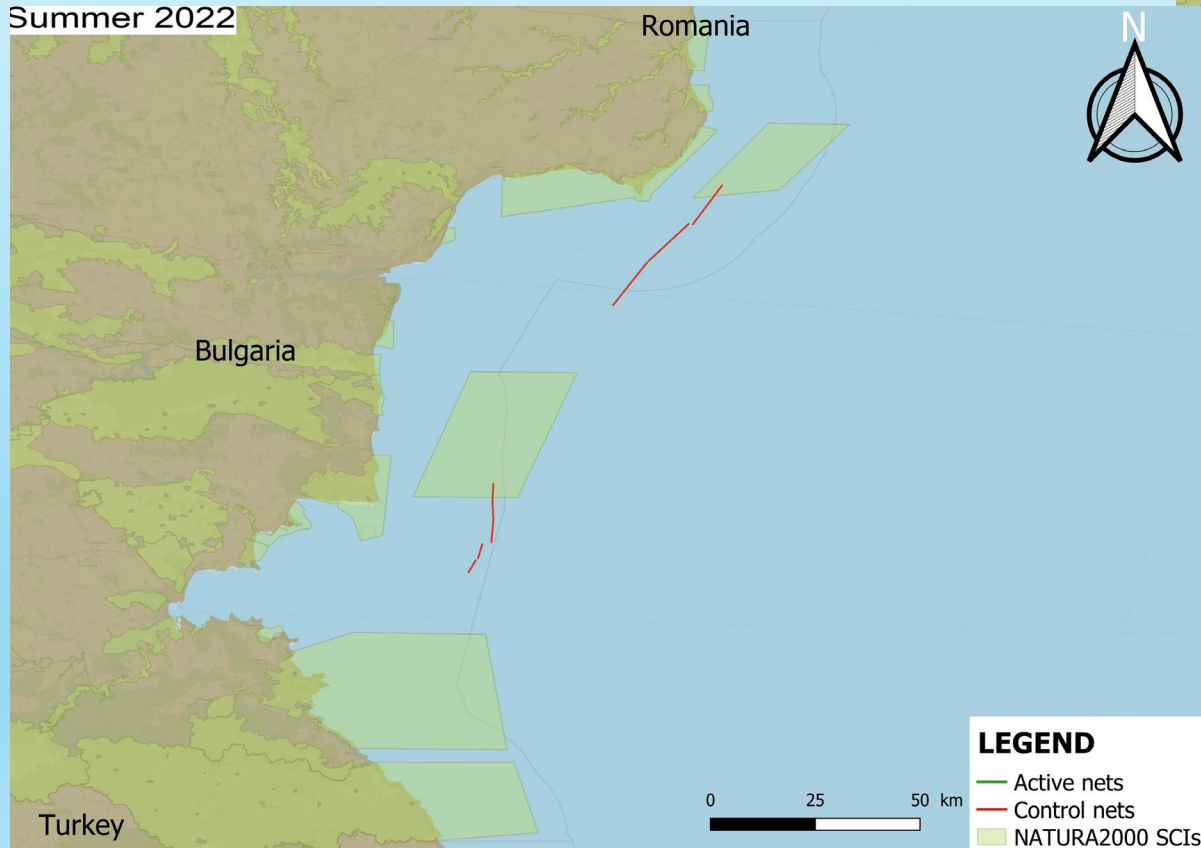 Summer 2022
Romania
N
Bulgaria
LEGEND
Active nets
0 25 50 km
Control nets
Turkey
NATURA2000 SCIs